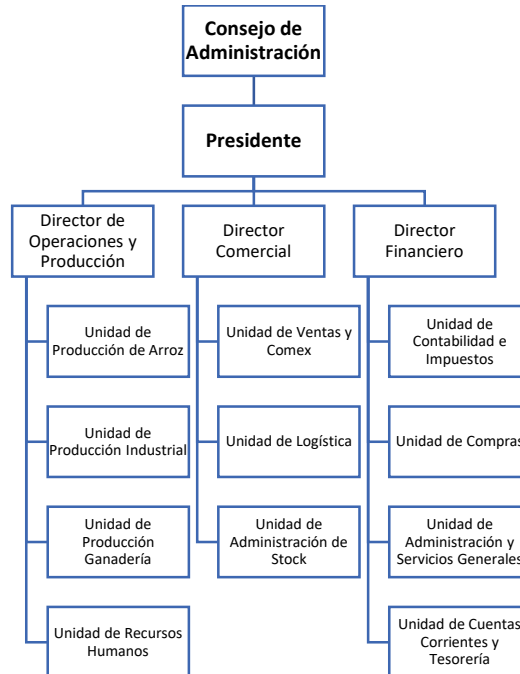 Consejo de
Administración
Presidente
Director de
Operaciones y
Producción
Director
Comercial
Director
Financiero
Unidad de
Producción de Arroz
Unidad de Ventas y
Comex
Unidad de
Contabilidad e
Impuestos
Unidad de
Producción Industrial
Unidad de Logística
Unidad de Compras
Unidad de
Producción
Ganadería
Unidad de
Administración de
Stock
Unidad de
Administración y
Servicios Generales
Unidad de Recursos
Humanos
Unidad de Cuentas
Corrientes y
Tesorería